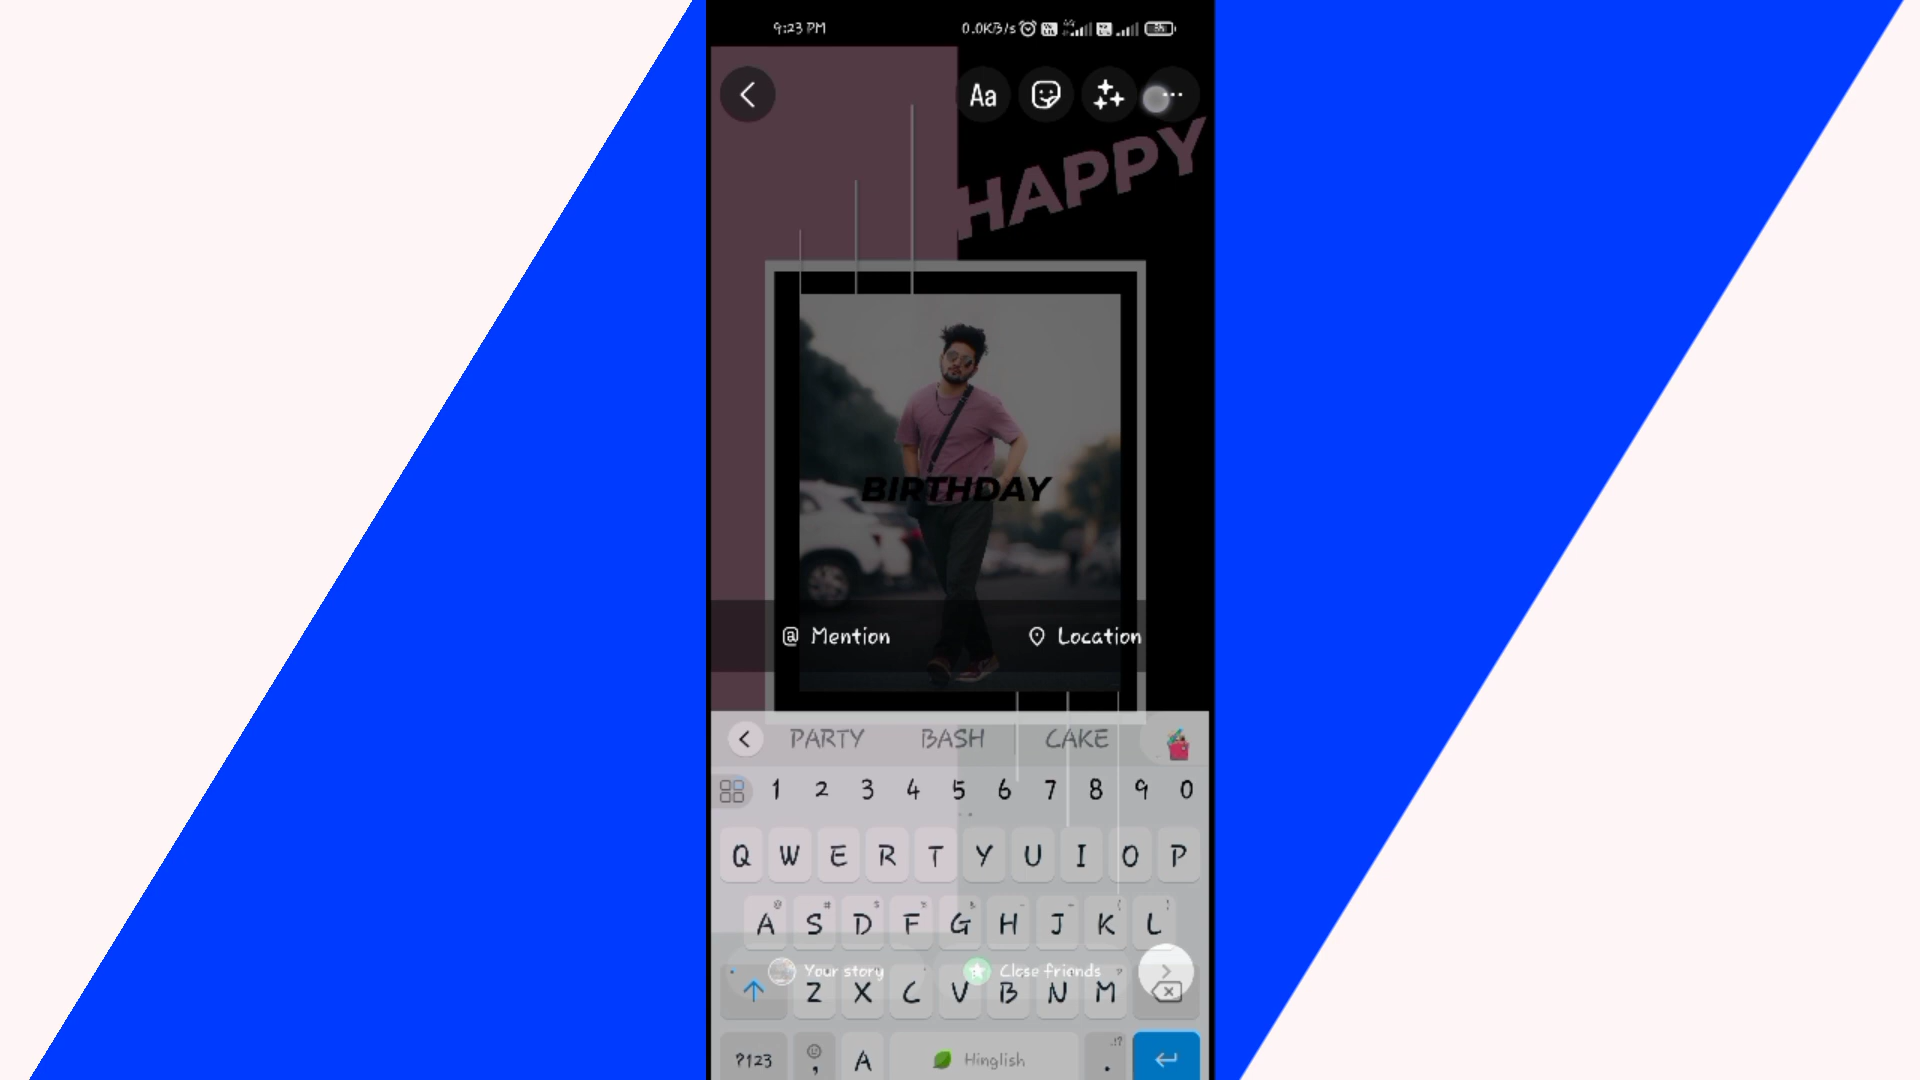 9:23 PM 0.0KB/s
Aa
HAPPY
BIRTHDAY
Mention Location
PARTY BASH CAKE
1 2 3 4 5 6 7 8 9 0
Q W E R T Y U I O P
A S D F G H J K L
Your story Close friends
Z X C V B N M
?123 , A Hinglish .